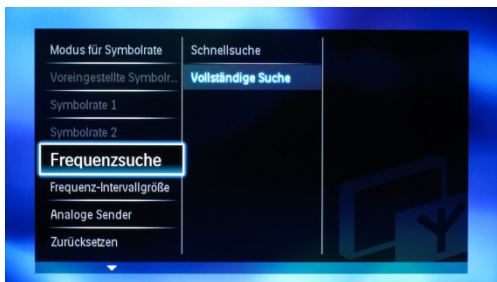 Modus für Symbolrate
Voreingestellte Symbolr...
Symbolrate 1
Symbolrate 2
Frequenzsuche
Frequenz-Intervallgröße
Analoge Sender
Zurücksetzen
Schnellsuche
Vollständige Suche